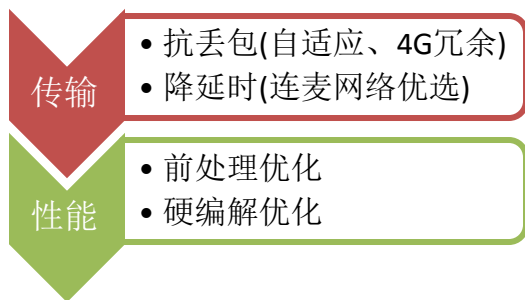 传输
• 抗丢包(自适应、4G冗余)
• 降延时(连麦网络优选)
性能
• 前处理优化
• 硬编解优化